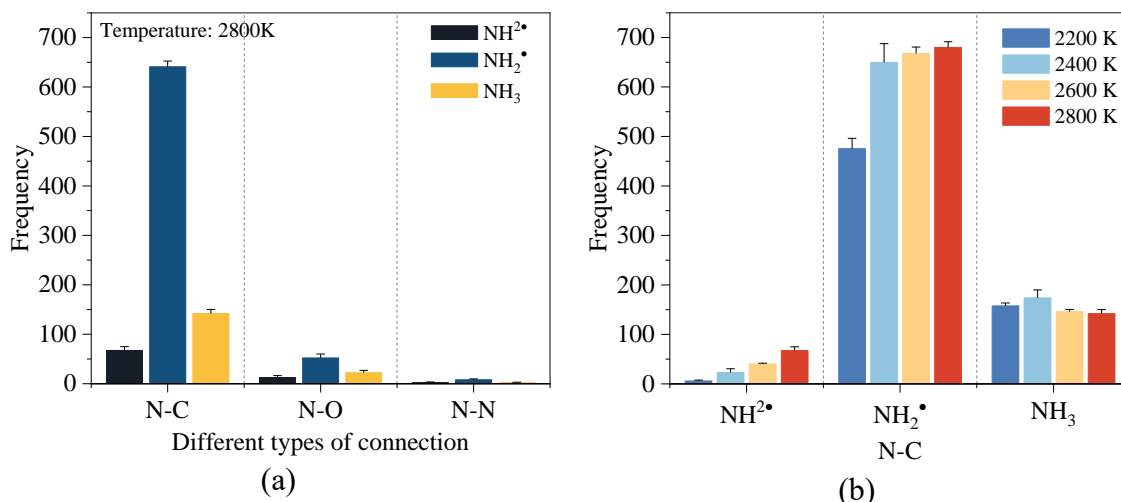 Temperature: 2800K
NH²•
NH₂•
NH₃
700
600
500
400
300
200
100
0
Frequency
N-C
N-O
N-N
Different types of connection
(a)
2200 K
2400 K
2600 K
2800 K
700
600
500
400
300
200
100
0
Frequency
NH²•
NH₂•
NH₃
N-C
(b)